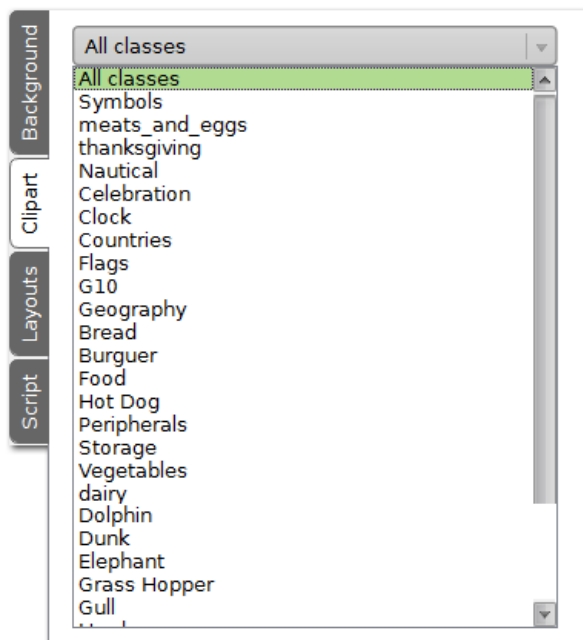 Background
Clipart
Layouts
Script
All classes
All classes
Symbols
meats_and_eggs
thanksgiving
Nautical
Celebration
Clock
Countries
Flags
G10
Geography
Bread
Burguer
Food
Hot Dog
Peripherals
Storage
Vegetables
dairy
Dolphin
Dunk
Elephant
Grass Hopper
Gull